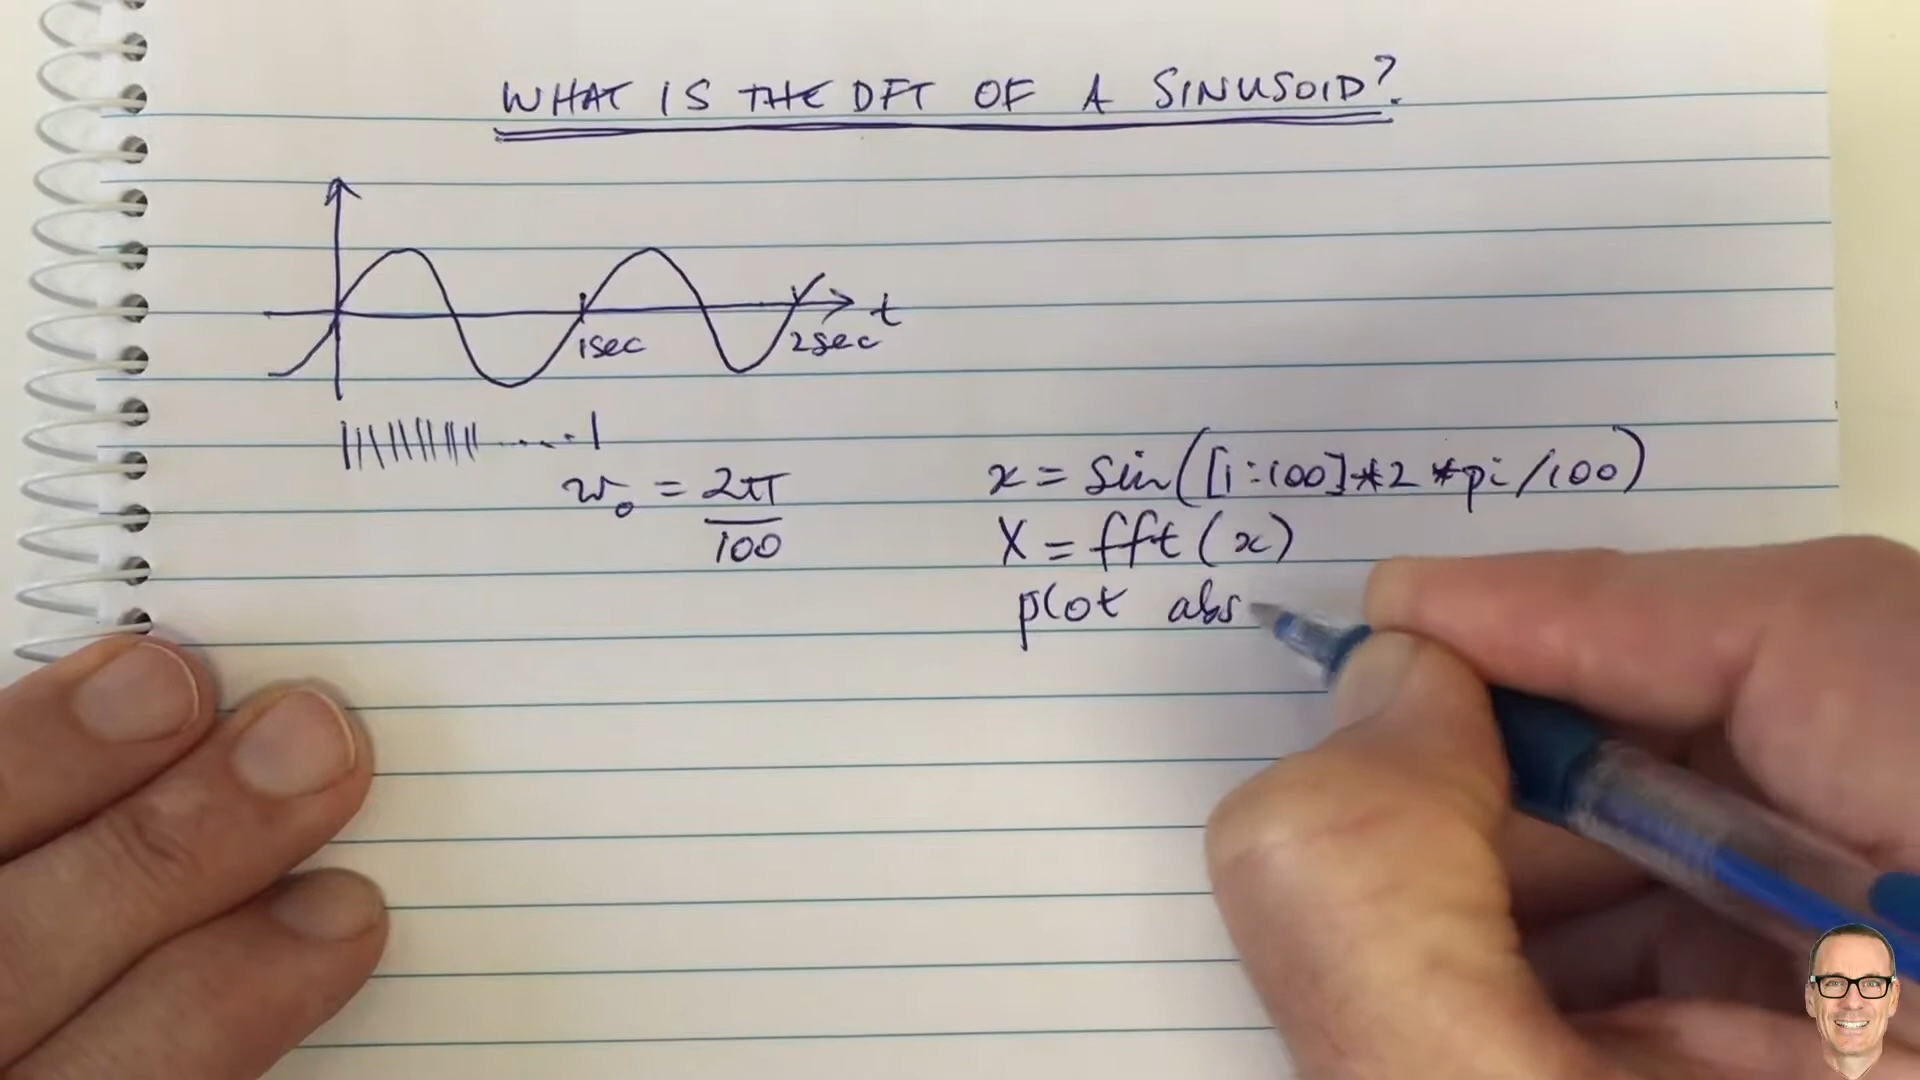 WHAT IS THE DFT OF A SINUSOID?
t
1sec
2sec
w₀ = 2π/100
x = sin([1:100]*2*pi/100)
X = fft(x)
plot abs